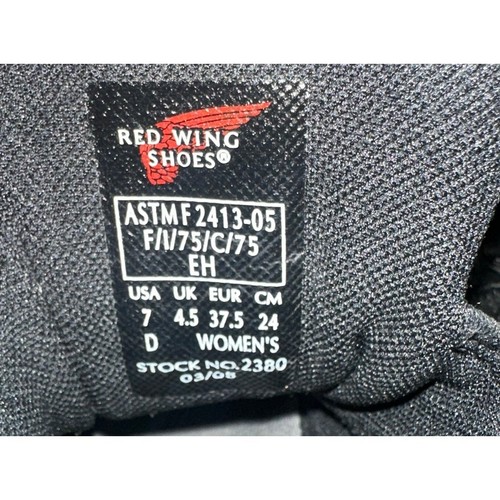 RED WING
SHOES®
ASTM F 2413-05
F/I/75/C/75
EH
USA UK EUR CM
7 4.5 37.5 24
D WOMEN'S
STOCK NO. 2380
03/05